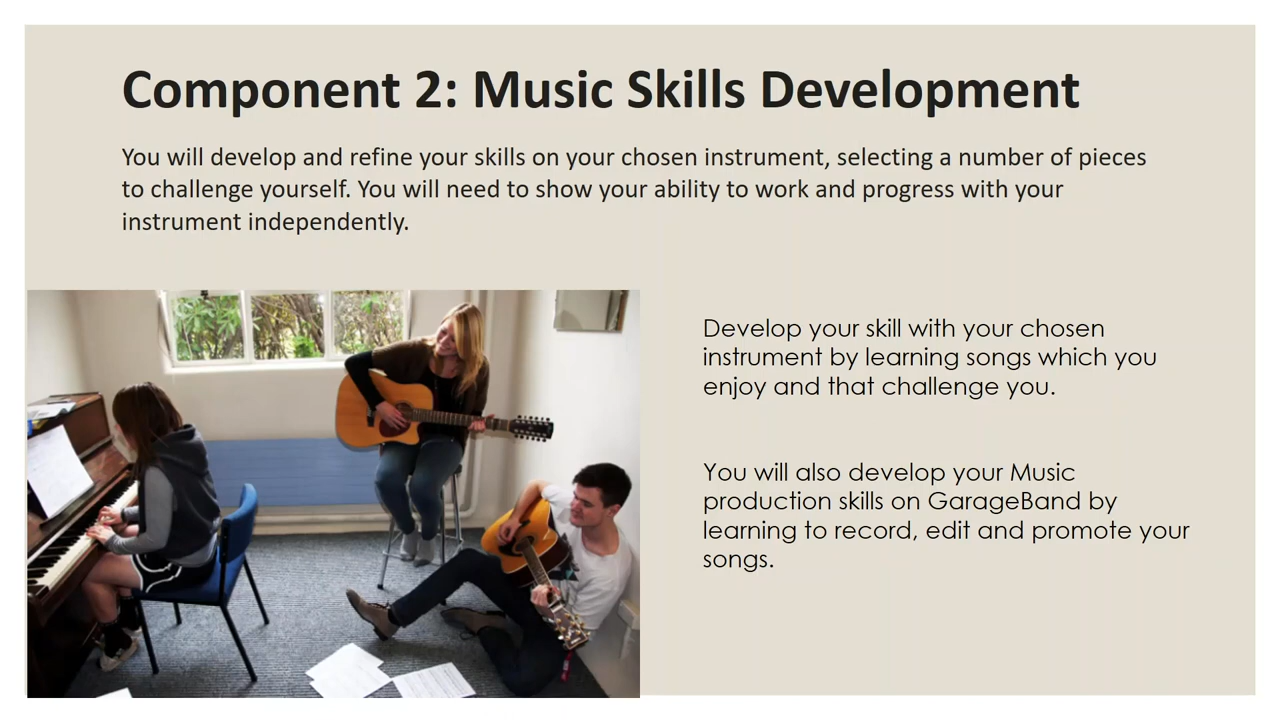 Component 2: Music Skills Development
You will develop and refine your skills on your chosen instrument, selecting a number of pieces
to challenge yourself. You will need to show your ability to work and progress with your
instrument independently.
Develop your skill with your chosen
instrument by learning songs which you
enjoy and that challenge you.
You will also develop your Music
production skills on GarageBand by
learning to record, edit and promote your
songs.